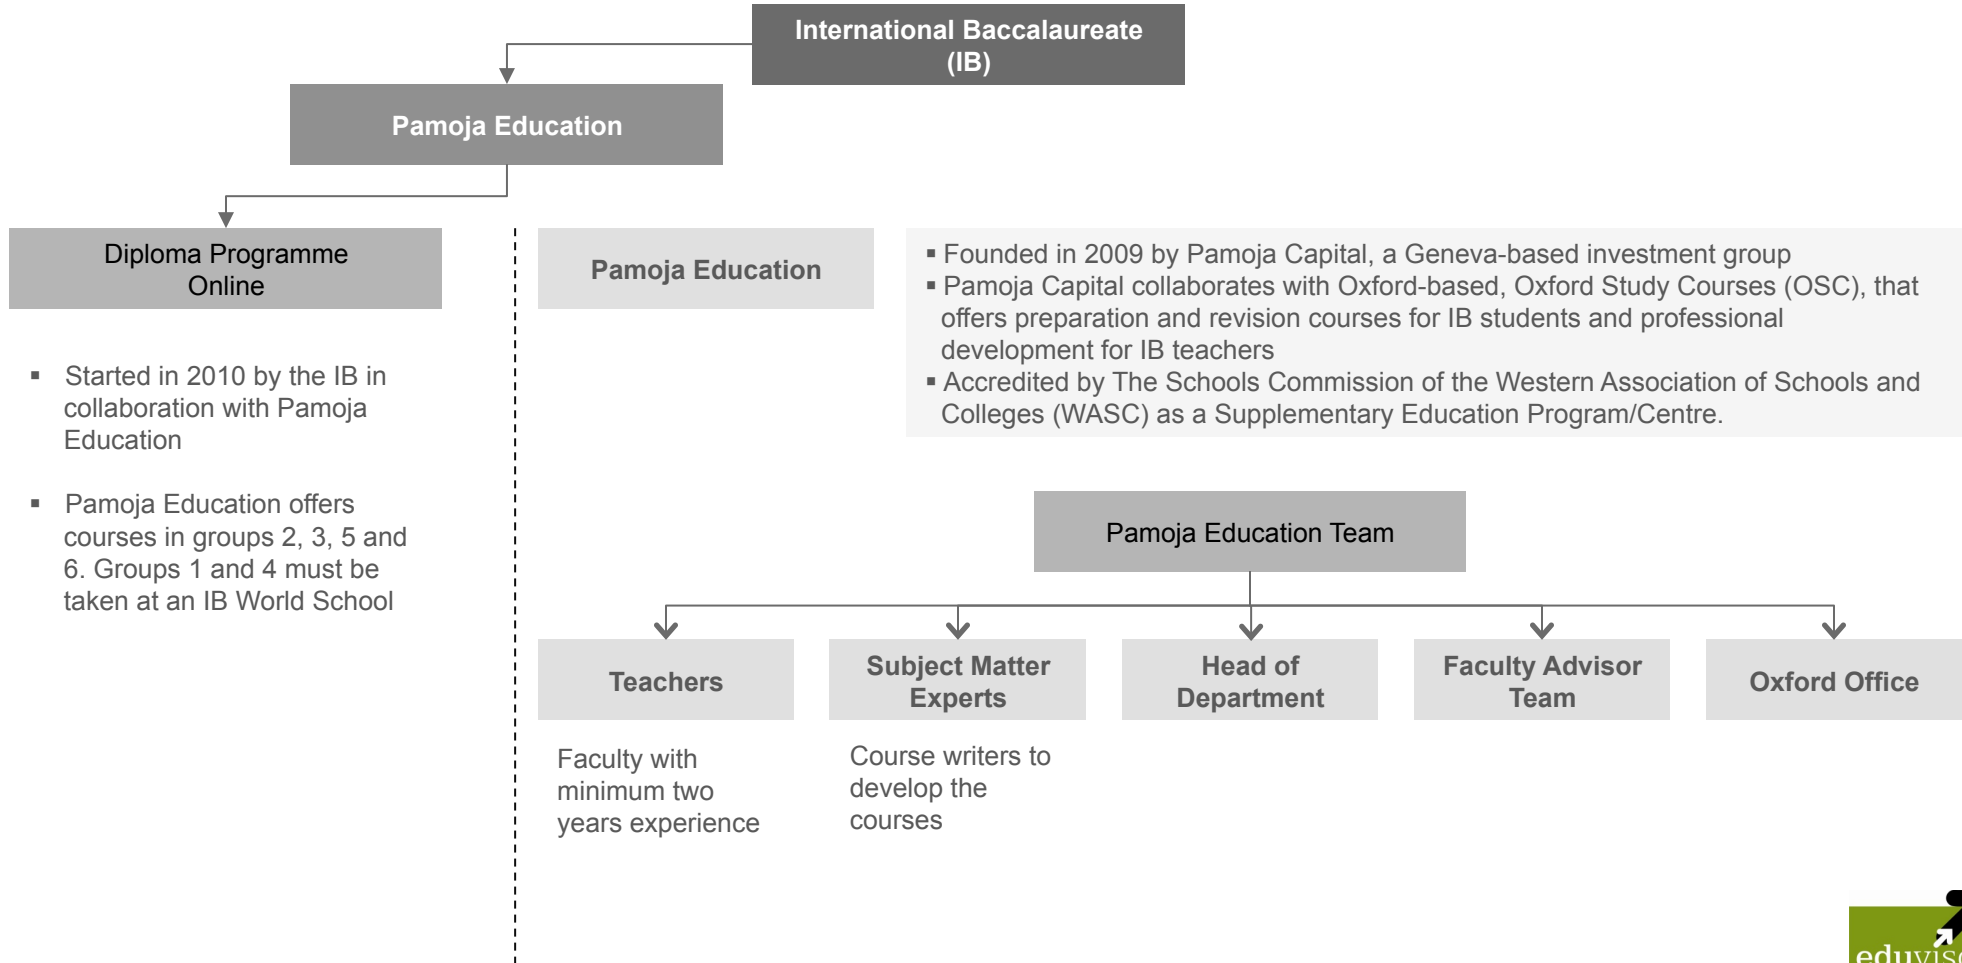 International Baccalaureate
(IB)
Pamoja Education
Diploma Programme
Online
▪ Started in 2010 by the IB in
collaboration with Pamoja
Education
▪ Pamoja Education offers
courses in groups 2, 3, 5 and
6. Groups 1 and 4 must be
taken at an IB World School
Pamoja Education
▪ Founded in 2009 by Pamoja Capital, a Geneva-based investment group
▪ Pamoja Capital collaborates with Oxford-based, Oxford Study Courses (OSC), that
offers preparation and revision courses for IB students and professional
development for IB teachers
▪ Accredited by The Schools Commission of the Western Association of Schools and
Colleges (WASC) as a Supplementary Education Program/Centre.
Pamoja Education Team
Teachers
Faculty with
minimum two
years experience
Subject Matter
Experts
Course writers to
develop the
courses
Head of
Department
Faculty Advisor
Team
Oxford Office